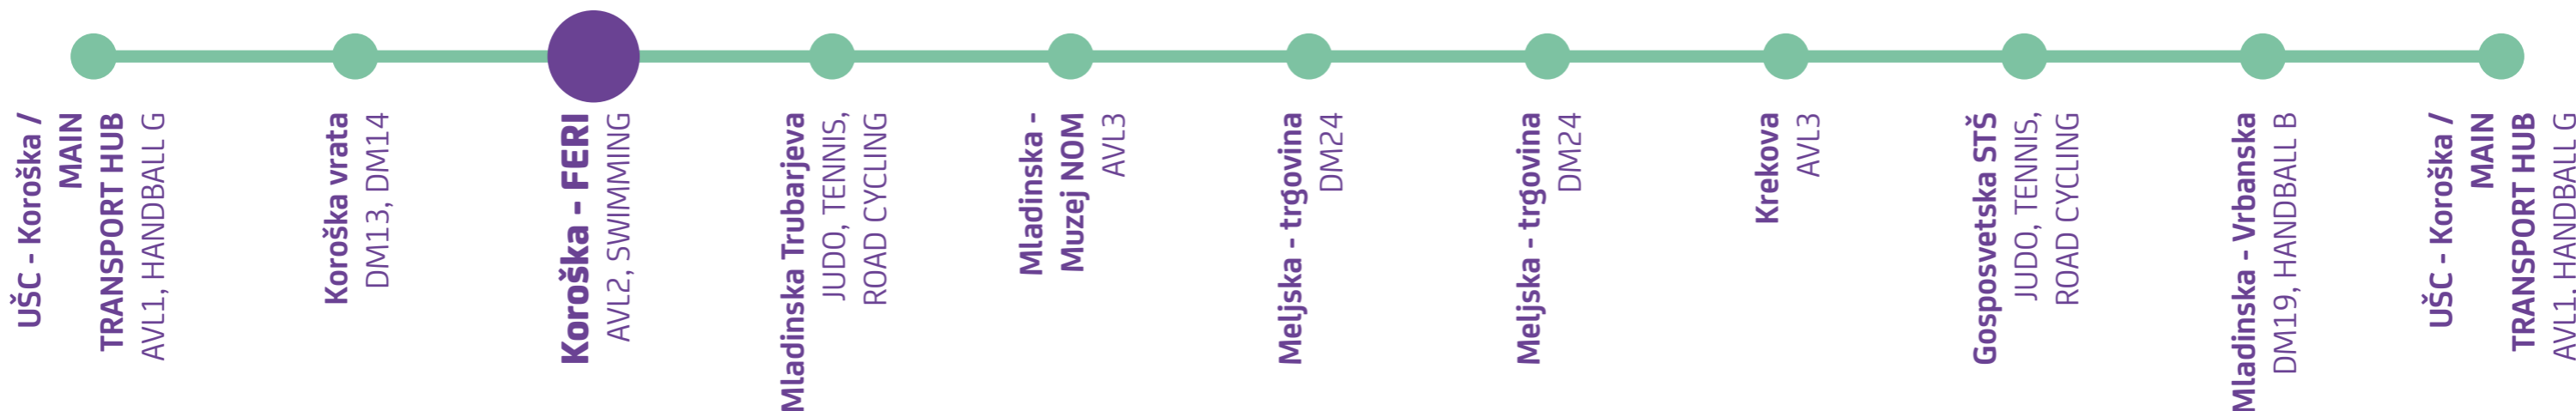 UŠC - Koroška /
MAIN
TRANSPORT HUB
AVL1, HANDBALL G
Koroška vrata
DM13, DM14
Koroška - FERI
AVL2, SWIMMING
Mladinska Trubarjeva
JUDO, TENNIS,
ROAD CYCLING
Mladinska -
Muzej NOM
AVL3
Meljska - trgovina
DM24
Meljska - trgovina
DM24
Krekova
AVL3
Gosposvetska STŠ
JUDO, TENNIS,
ROAD CYCLING
Mladinska - Vrbanska
DM19, HANDBALL B
UŠC - Koroška /
MAIN
TRANSPORT HUB
AVL1, HANDBALL G